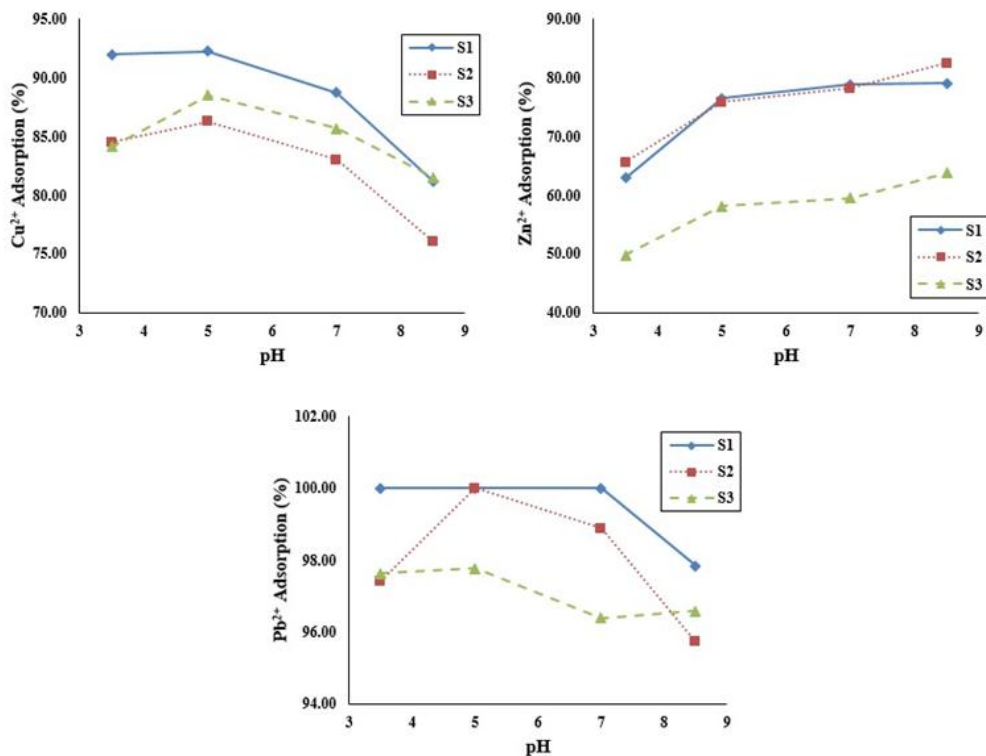 Cu²⁺ Adsorption (%)
95.00
90.00
85.00
80.00
75.00
70.00
3 4 5 6 7 8 9
pH
S1
S2
S3
Zn²⁺ Adsorption (%)
90.00
80.00
70.00
60.00
50.00
40.00
3 4 5 6 7 8 9
pH
S1
S2
S3
Pb²⁺ Adsorption (%)
102.00
100.00
98.00
96.00
94.00
3 4 5 6 7 8 9
pH
S1
S2
S3